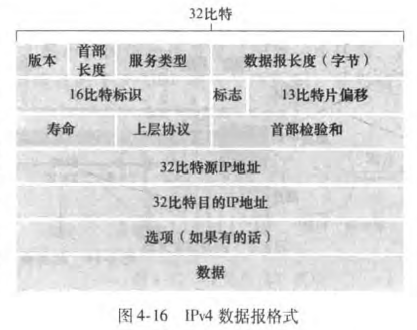 32比特
版本 首部长度 服务类型 数据报长度（字节）
16比特标识 标志 13比特片偏移
寿命 上层协议 首部检验和
32比特源IP地址
32比特目的IP地址
选项（如果有的话）
数据
图4-16 IPv4数据报格式